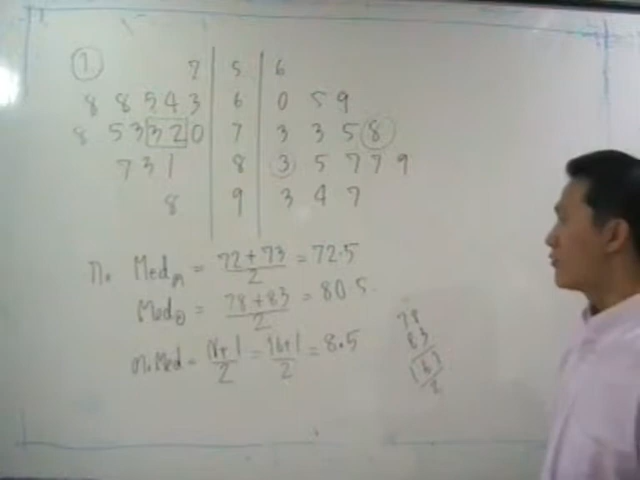 1 7 | 5 | 6
8 8 5 4 3 | 6 | 0 5 9
8 5 3 3 2 0 | 7 | 3 3 5 8
7 3 1 | 8 | 3 5 7 7 9
8 | 9 | 3 4 7
ก. Med = 72+73/2 = 72.5
Med = 78+83/2 = 80.5
ต.Med = N+1/2 = 16+1/2 = 8.5
78
83
161
2